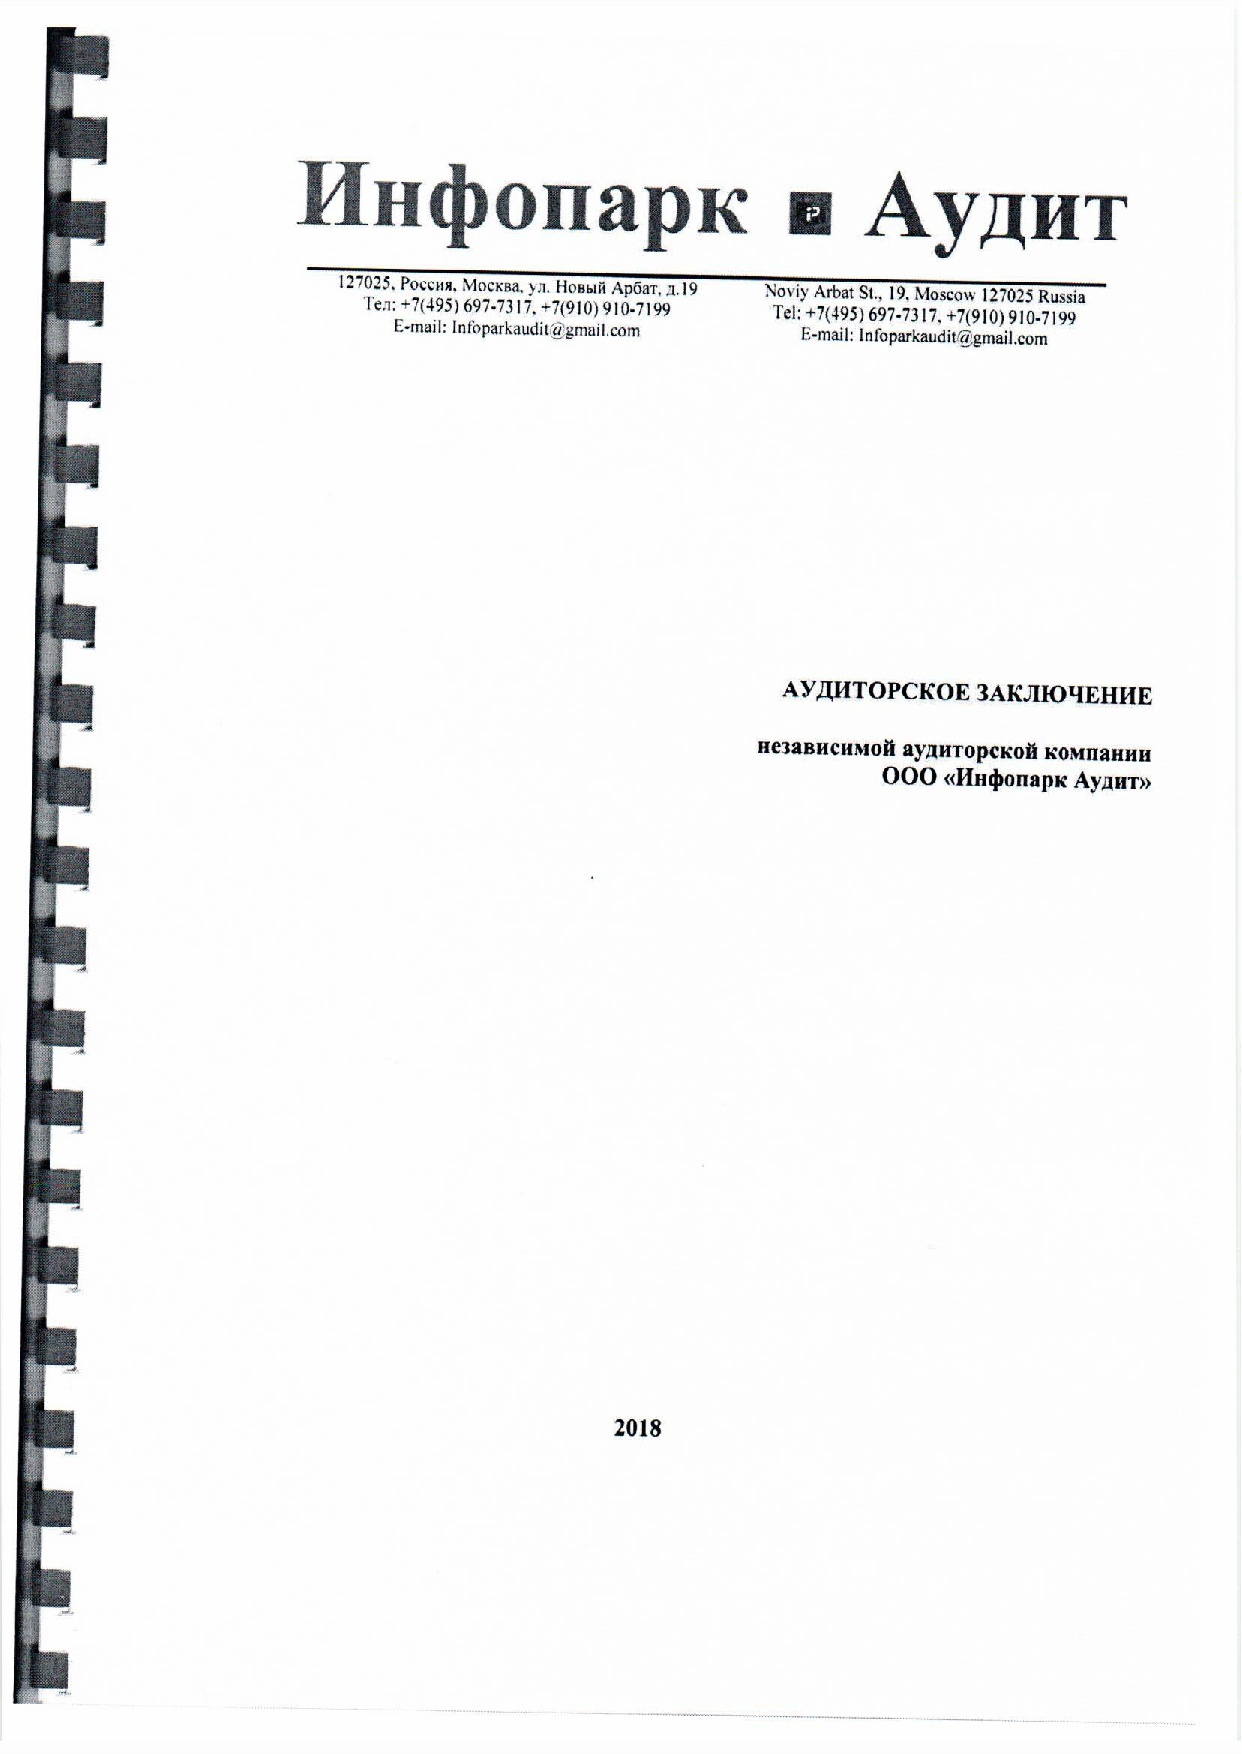 Инфопарк iP Аудит
127025, Россия, Москва, ул. Новый Арбат, д.19
Тел: +7(495) 697-7317, +7(910) 910-7199
E-mail: Infoparkaudit@gmail.com
Noviy Arbat St., 19, Moscow 127025 Russia
Tel: +7(495) 697-7317, +7(910) 910-7199
E-mail: Infoparkaudit@gmail.com
АУДИТОРСКОЕ ЗАКЛЮЧЕНИЕ
независимой аудиторской компании
ООО «Инфопарк Аудит»
2018